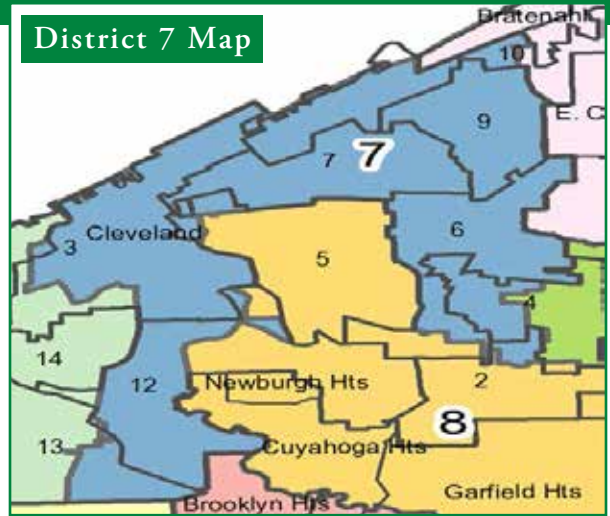 District 7 Map
Bratenahl
10
E. C
9
7
7
6
3
Cleveland
5
4
14
12
Newburgh Hts
2
8
13
Cuyahoga Hts
Garfield Hts
Brooklyn Hts